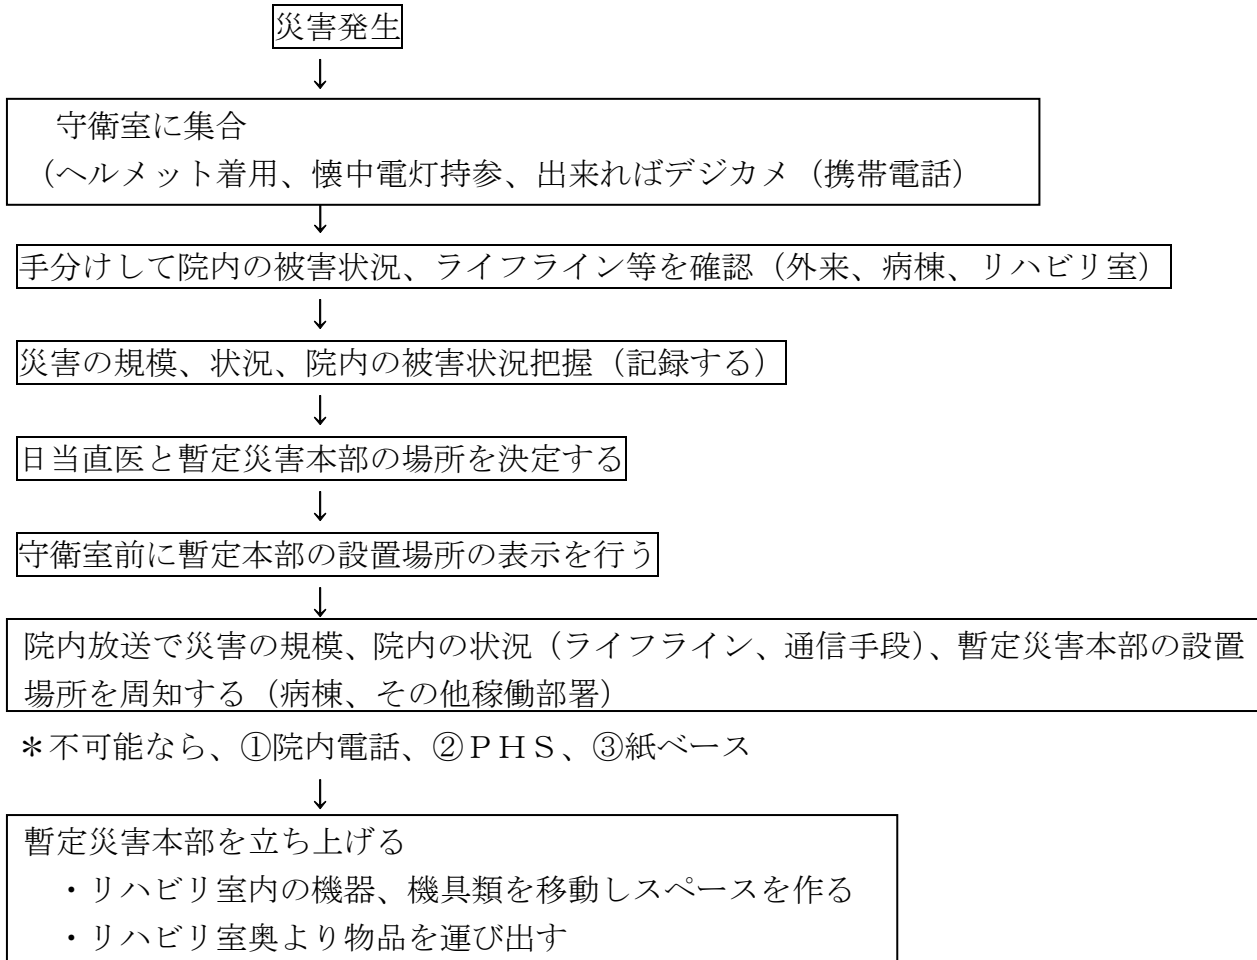 災害発生
↓
守衛室に集合
（ヘルメット着用、懐中電灯持参、出来ればデジカメ（携帯電話）
↓
手分けして院内の被害状況、ライフライン等を確認（外来、病棟、リハビリ室）
↓
災害の規模、状況、院内の被害状況把握（記録する）
↓
日当直医と暫定災害本部の場所を決定する
↓
守衛室前に暫定本部の設置場所の表示を行う
↓
院内放送で災害の規模、院内の状況（ライフライン、通信手段）、暫定災害本部の設置
場所を周知する（病棟、その他稼働部署）
＊不可能なら、①院内電話、②ＰＨＳ、③紙ベース
↓
暫定災害本部を立ち上げる
・リハビリ室内の機器、機具類を移動しスペースを作る
・リハビリ室奥より物品を運び出す